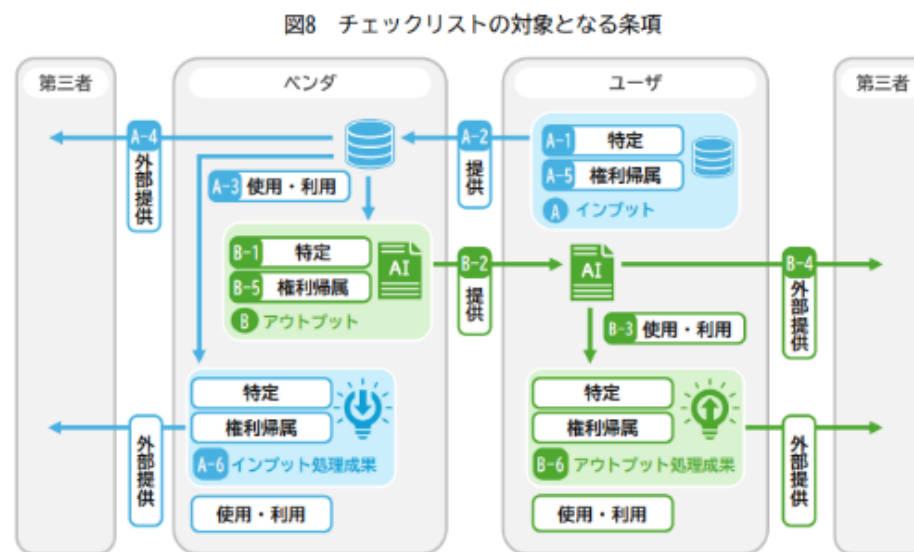 図8 チェックリストの対象となる条項
第三者
ベンダ
ユーザ
第三者
A-4
外部提供
A-2
提供
A-1 特定
A-5 権利帰属
A インプット
A-3 使用・利用
B-1 特定
B-5 権利帰属
AI
B アウトプット
B-2
提供
AI
B-4
外部提供
B-3 使用・利用
特定
権利帰属
A-6 インプット処理成果
使用・利用
外部提供
特定
権利帰属
B-6 アウトプット処理成果
使用・利用
外部提供